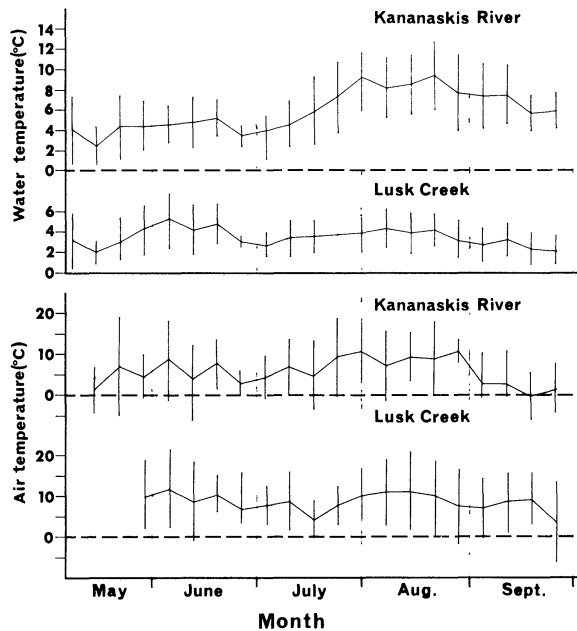 Kananaskis River
Water temperature(°C)
14
12
10
8
6
4
2
0
Lusk Creek
6
4
2
0
Kananaskis River
Air temperature(°C)
20
10
0
Lusk Creek
20
10
0
May June July Aug. Sept.
Month